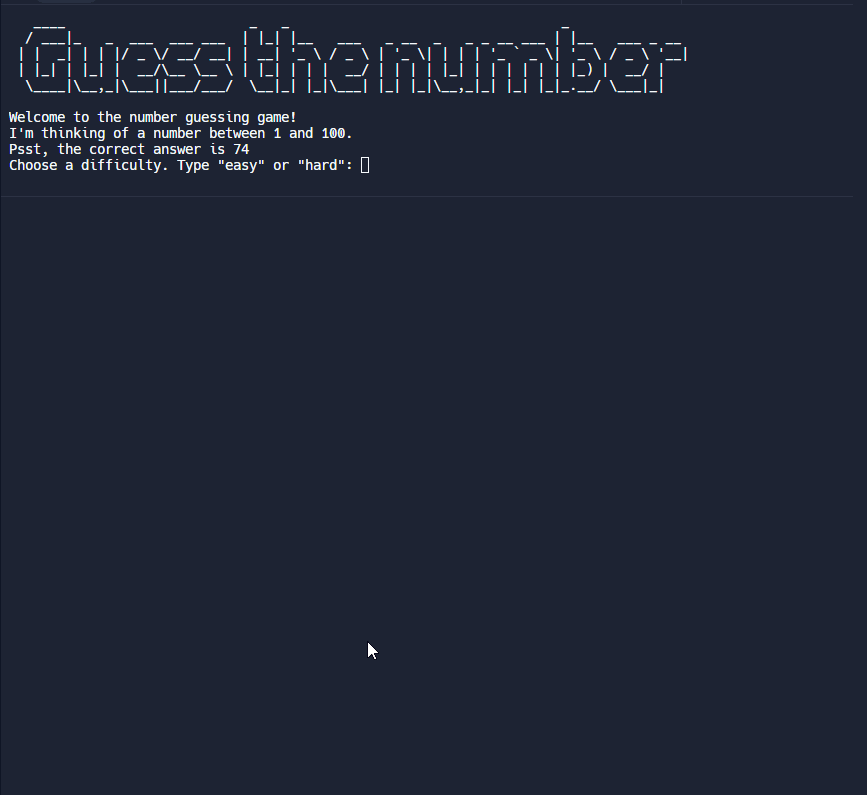 Guess the number
Welcome to the number guessing game!
I'm thinking of a number between 1 and 100.
Psst, the correct answer is 74
Choose a difficulty. Type "easy" or "hard":